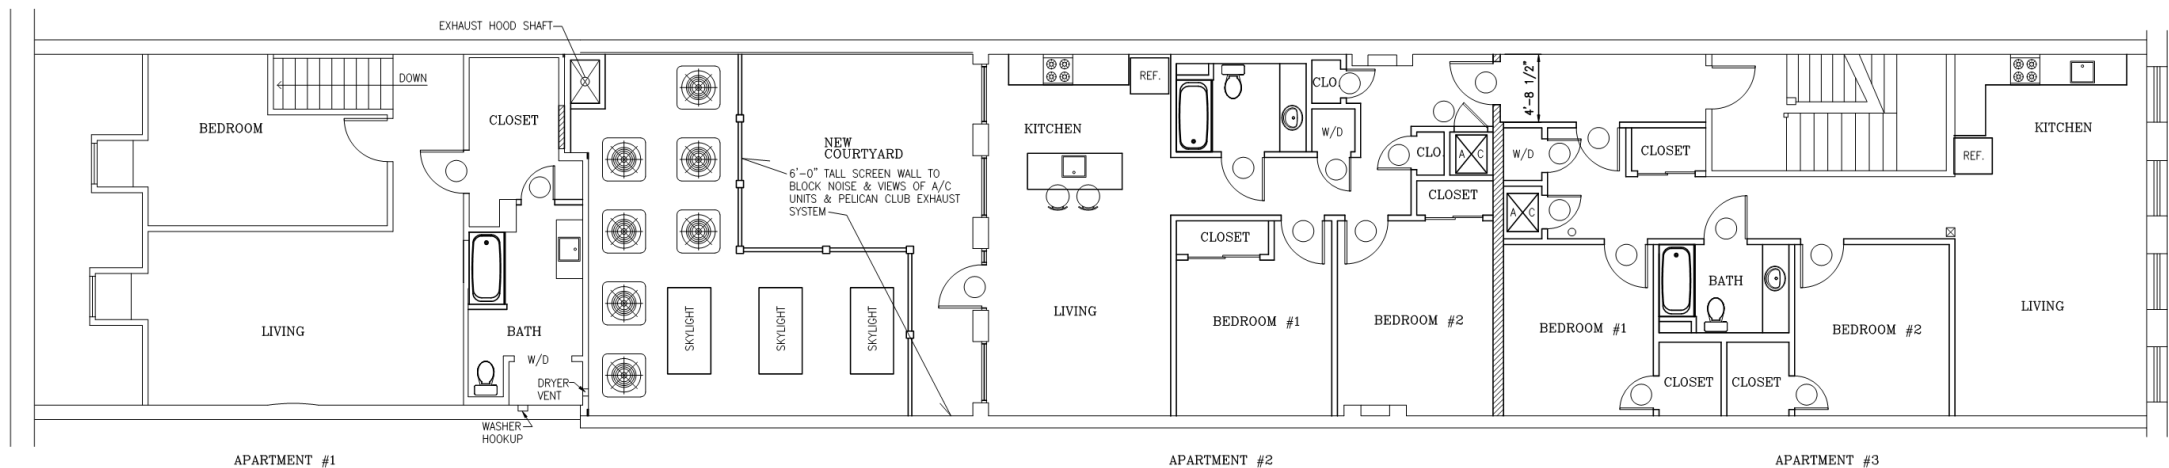 EXHAUST HOOD SHAFT
DOWN
BEDROOM
CLOSET
LIVING
BATH
W/D
DRYER
VENT
WASHER
HOOKUP
NEW
COURTYARD
6'-0" TALL SCREEN WALL TO
BLOCK NOISE & VIEWS OF A/C
UNITS & PELICAN CLUB EXHAUST
SYSTEM
SKYLIGHT
SKYLIGHT
SKYLIGHT
REF.
KITCHEN
LIVING
CLO.
W/D
CLO.
A C
CLOSET
CLOSET
BEDROOM #1
BEDROOM #2
4'-8 1/2"
W/D
CLOSET
A C
BATH
BEDROOM #1
BEDROOM #2
CLOSET
CLOSET
KITCHEN
REF.
LIVING
APARTMENT #1
APARTMENT #2
APARTMENT #3